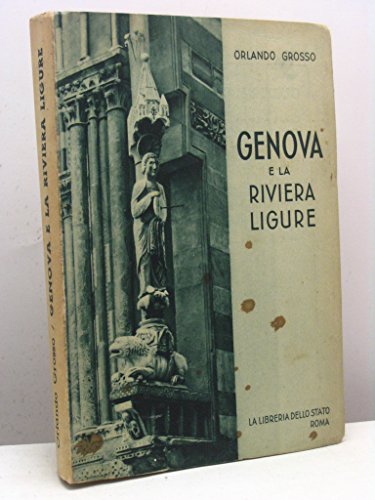 ORLANDO GROSSO
GENOVA
E LA
RIVIERA
LIGURE
LA LIBRERIA DELLO STATO
ROMA
Orlando Grosso / GENOVA E LA RIVIERA LIGURE